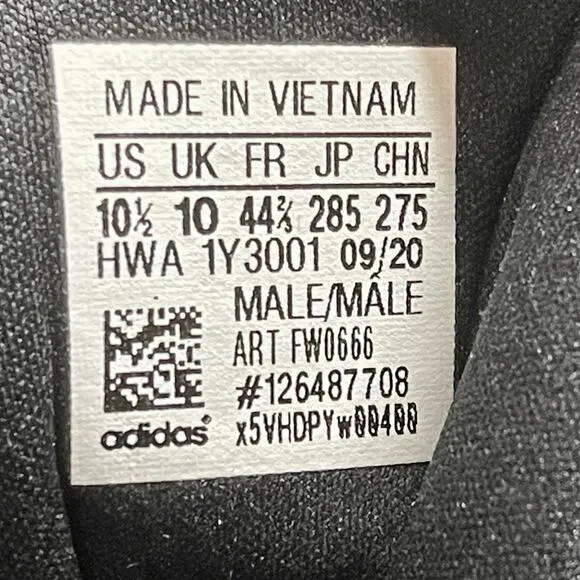 MADE IN VIETNAM
US UK FR JP CHN
10½ 10 44⅔ 285 275
HWA 1Y3001 09/20
MALE/MÂLE
ART FW0666
#126487708
adidas® x5VHDPYw00400